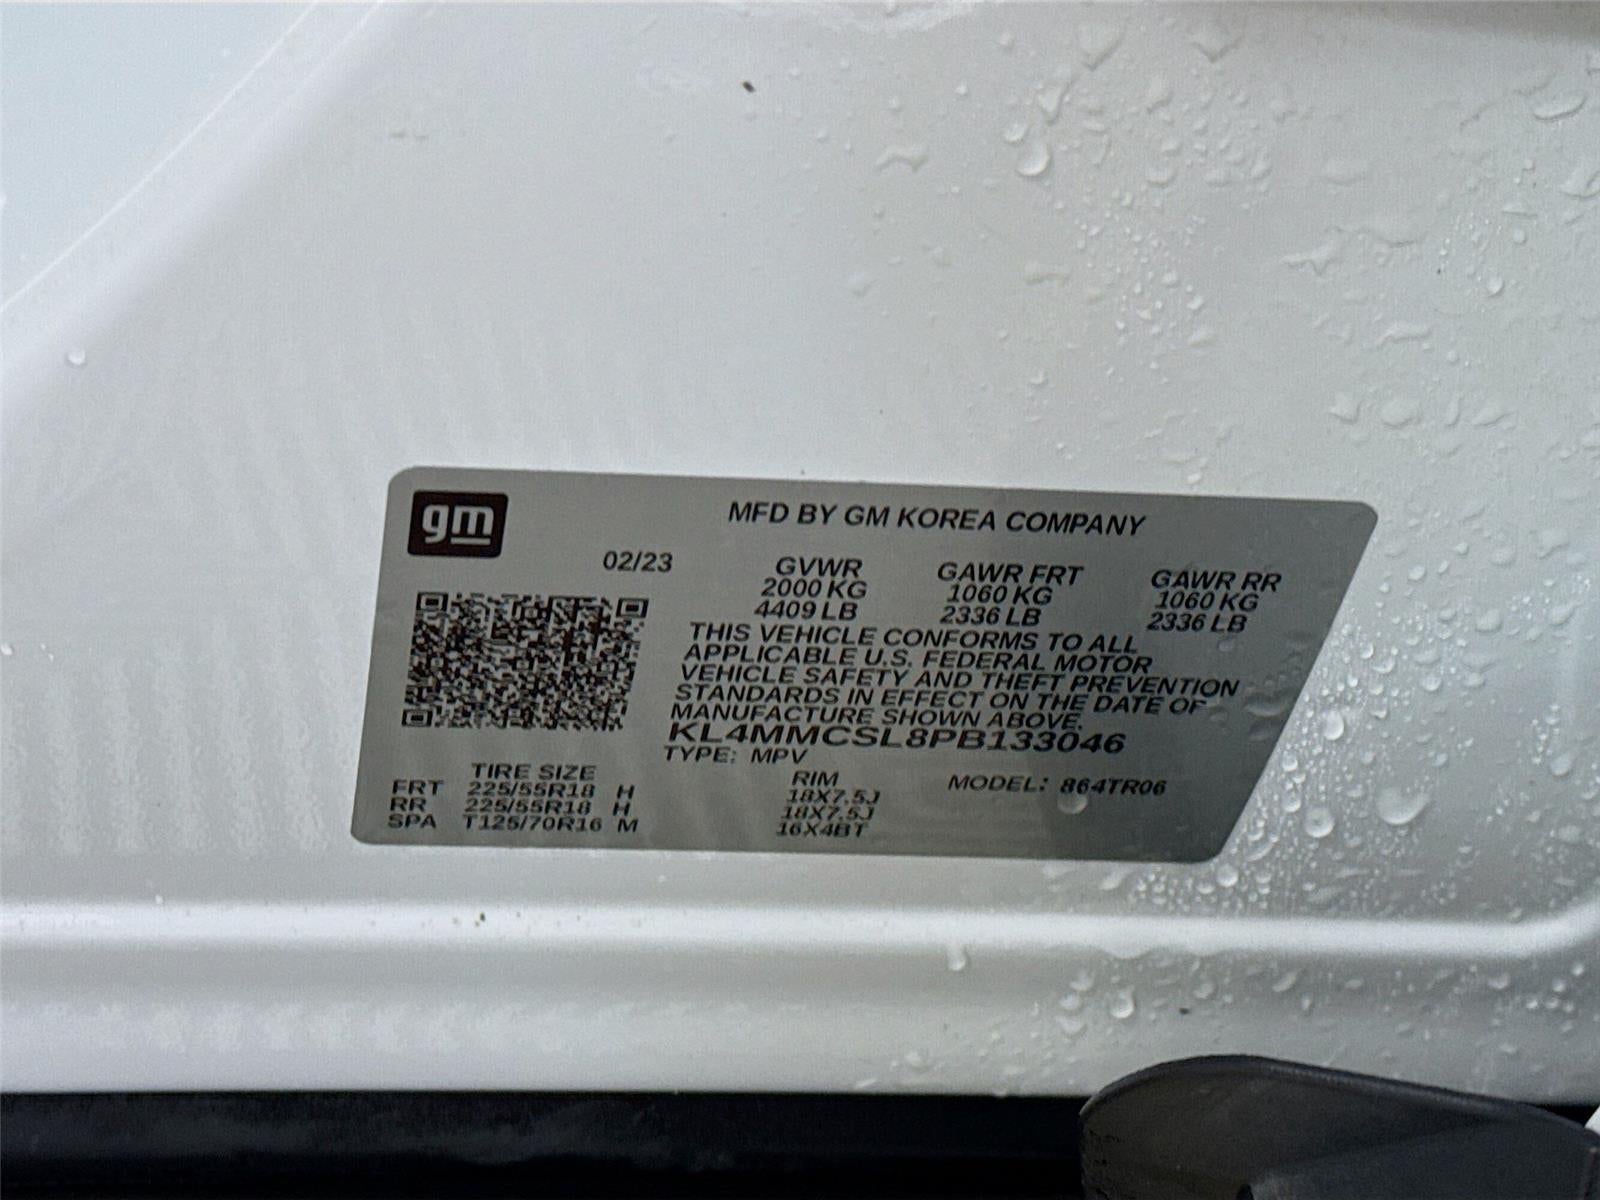 gm
MFD BY GM KOREA COMPANY
02/23 GVWR GAWR FRT GAWR RR
2000 KG 1060 KG 1060 KG
4409 LB 2336 LB 2336 LB
THIS VEHICLE CONFORMS TO ALL
APPLICABLE U.S. FEDERAL MOTOR
VEHICLE SAFETY AND THEFT PREVENTION
STANDARDS IN EFFECT ON THE DATE OF
MANUFACTURE SHOWN ABOVE.
KL4MMCSL8PB133046
TYPE: MPV
TIRE SIZE RIM MODEL: 864TR06
FRT 225/55R18 H 18X7.5J
RR 225/55R18 H 18X7.5J
SPA T125/70R16 M 16X4BT